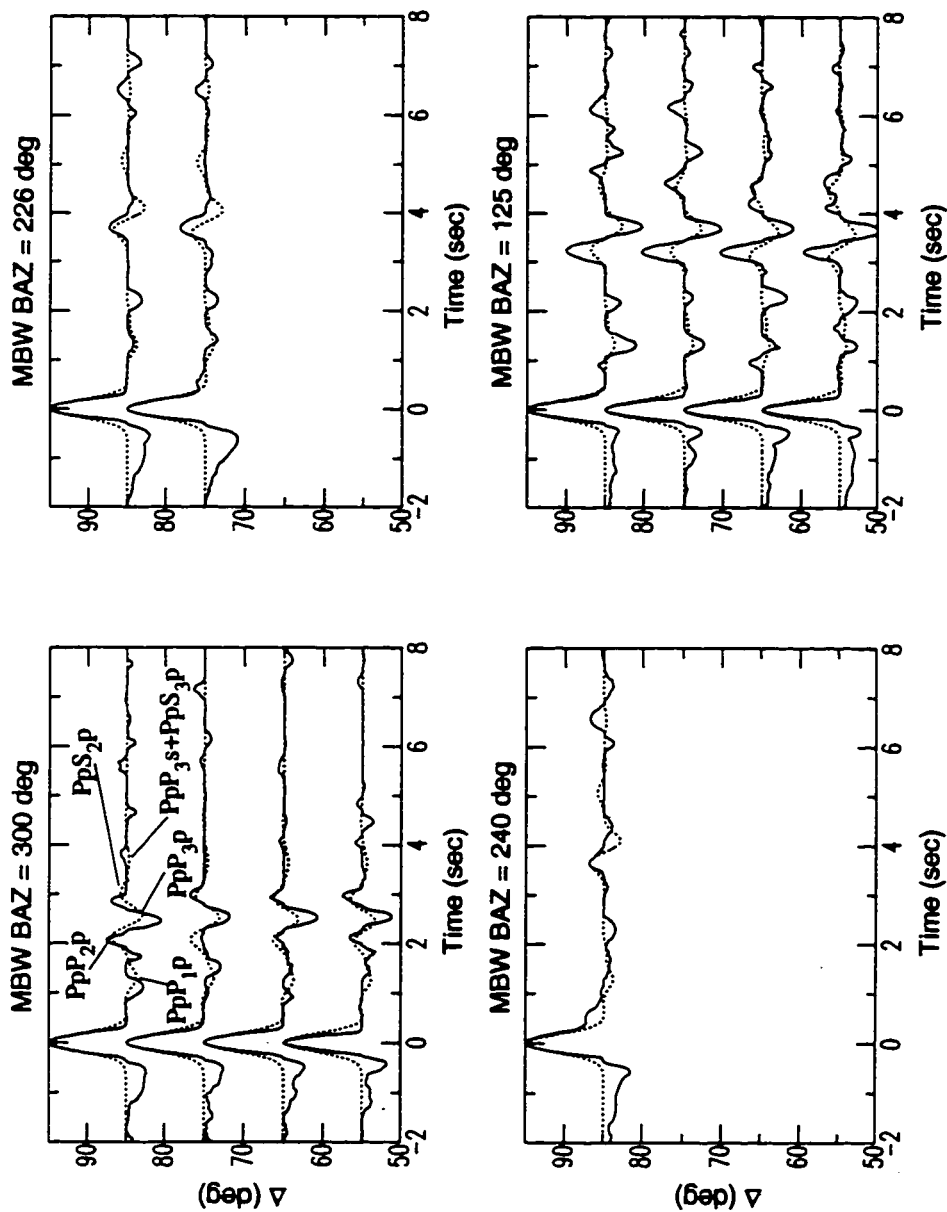 MBW BAZ = 300 deg
PpS2p
PpP2p
PpP3s+PpS3p
PpP3p
PpP1p
Δ (deg)
90
80
70
60
50
-2 0 2 4 6 8
Time (sec)
MBW BAZ = 226 deg
90
80
70
60
50
-2 0 2 4 6 8
Time (sec)
MBW BAZ = 240 deg
Δ (deg)
90
80
70
60
50
-2 0 2 4 6 8
Time (sec)
MBW BAZ = 125 deg
90
80
70
60
50
-2 0 2 4 6 8
Time (sec)